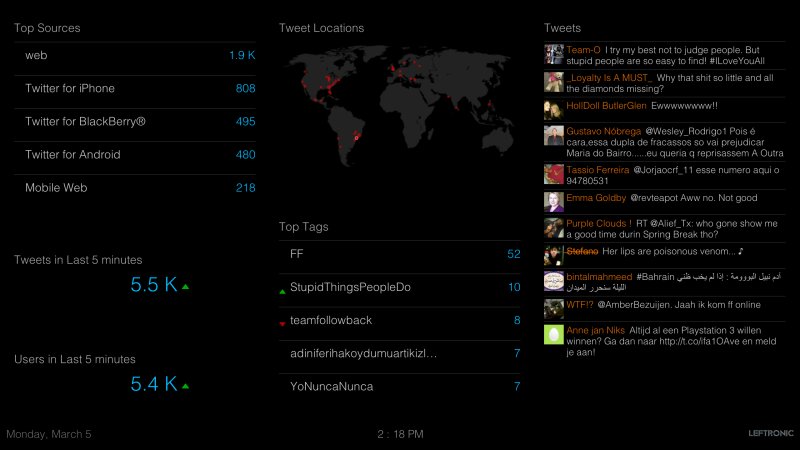 Top Sources
web 1.9 K
Twitter for iPhone 808
Twitter for BlackBerry® 495
Twitter for Android 480
Mobile Web 218
Tweets in Last 5 minutes
5.5 K
Users in Last 5 minutes
5.4 K
Tweet Locations
Top Tags
FF 52
StupidThingsPeopleDo 10
teamfollowback 8
adiniferihakoydumuartikizl... 7
YoNuncaNunca 7
Tweets
Team-O I try my best not to judge people. But
stupid people are so easy to find! #ILoveYouAll
_Loyalty Is A MUST_ Why that shit so little and all
the diamonds missing?
HollDoll ButlerGlen Ewwwwwwww!!
Gustavo Nóbrega @Wesley_Rodrigo1 Pois é
cara,essa dupla de fracassos so vai prejudicar
Maria do Bairro......eu queria q reprisassem A Outra
Tassio Ferreira @Jorjaocrf_11 esse numero aqui o
94780531
Emma Goldby @revteapot Aww no. Not good
Purple Clouds ! RT @Alief_Tx: who gone show me
a good time durin Spring Break tho?
Stefano Her lips are poisonous venom... ♪
bintalmahmeed #Bahrain آدم نبيل البووومة : إذا لم يخب ظني
الليلة سنحرر الميدان
WTF!? @AmberBezuijen. Jaah ik kom ff online
Anne jan Niks Altijd al een Playstation 3 willen
winnen? Ga dan naar http://t.co/ifa1OAve en meld
je aan!
Monday, March 5
2 : 18 PM
LEFTRONIC